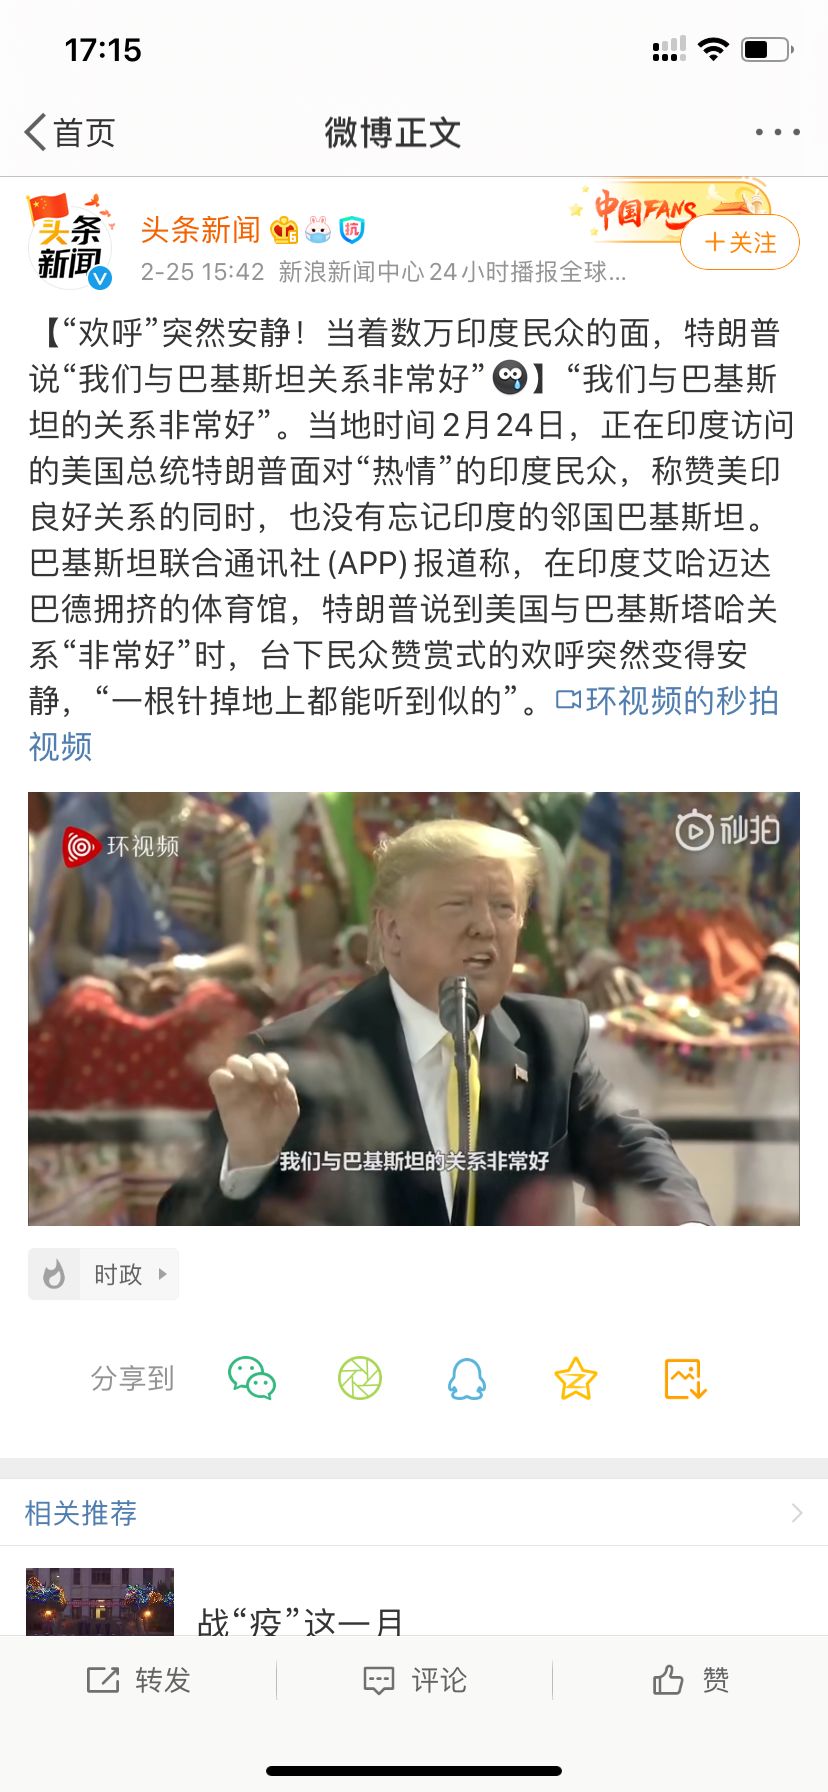 17:15
首页
微博正文
头条新闻
头条
新闻
抗
中国FANS
+关注
2-25 15:42 新浪新闻中心24小时播报全球...
【“欢呼”突然安静！当着数万印度民众的面，特朗普
说“我们与巴基斯坦关系非常好”】“我们与巴基斯
坦的关系非常好”。当地时间2月24日，正在印度访问
的美国总统特朗普面对“热情”的印度民众，称赞美印
良好关系的同时，也没有忘记印度的邻国巴基斯坦。
巴基斯坦联合通讯社(APP)报道称，在印度艾哈迈达
巴德拥挤的体育馆，特朗普说到美国与巴基斯塔哈关
系“非常好”时，台下民众赞赏式的欢呼突然变得安
静，“一根针掉地上都能听到似的”。环视频的秒拍
视频
环视频
秒拍
我们与巴基斯坦的关系非常好
时政
分享到
相关推荐
战“疫”这一月
转发
评论
赞